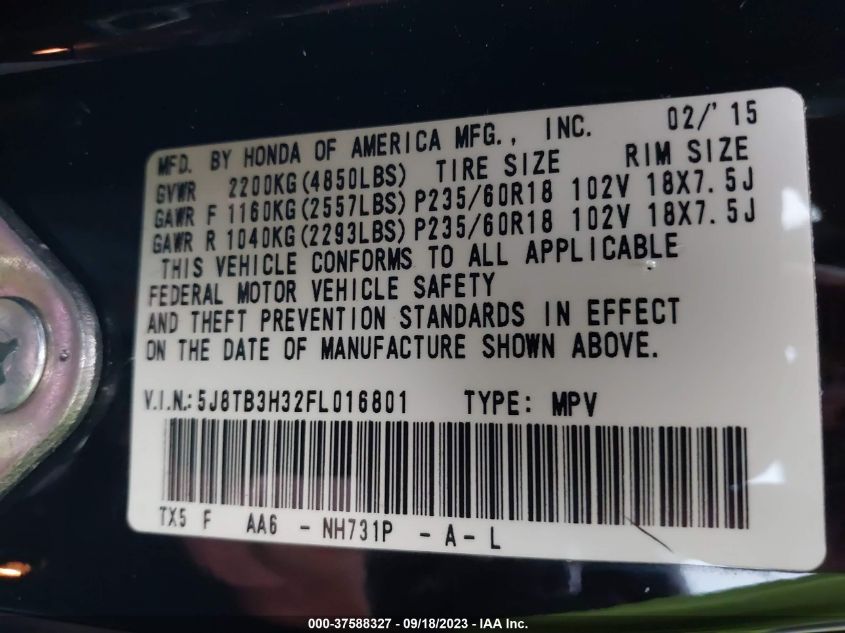 MFD. BY HONDA OF AMERICA MFG., INC. 02/'15
GVWR 2200KG(4850LBS) TIRE SIZE RIM SIZE
GAWR F 1160KG(2557LBS) P235/60R18 102V 18X7.5J
GAWR R 1040KG(2293LBS) P235/60R18 102V 18X7.5J
THIS VEHICLE CONFORMS TO ALL APPLICABLE
FEDERAL MOTOR VEHICLE SAFETY
AND THEFT PREVENTION STANDARDS IN EFFECT
ON THE DATE OF MANUFACTURE SHOWN ABOVE.
V.I.N.: 5J8TB3H32FL016801 TYPE: MPV
TX5 F AA6 - NH731P - A - L
000-37588327 - 09/18/2023 - IAA Inc.